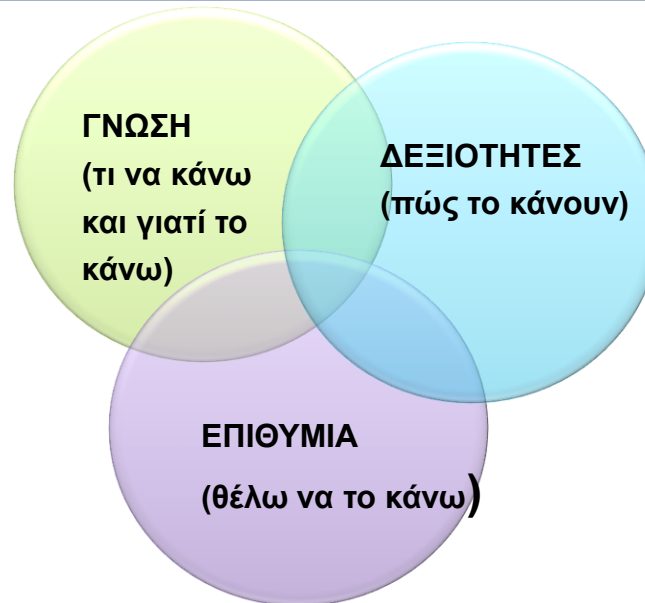 ΓΝΩΣΗ
(τι να κάνω
και γιατί το
κάνω)
ΔΕΞΙΟΤΗΤΕΣ
(πώς το κάνουν)
ΕΠΙΘΥΜΙΑ
(θέλω να το κάνω)